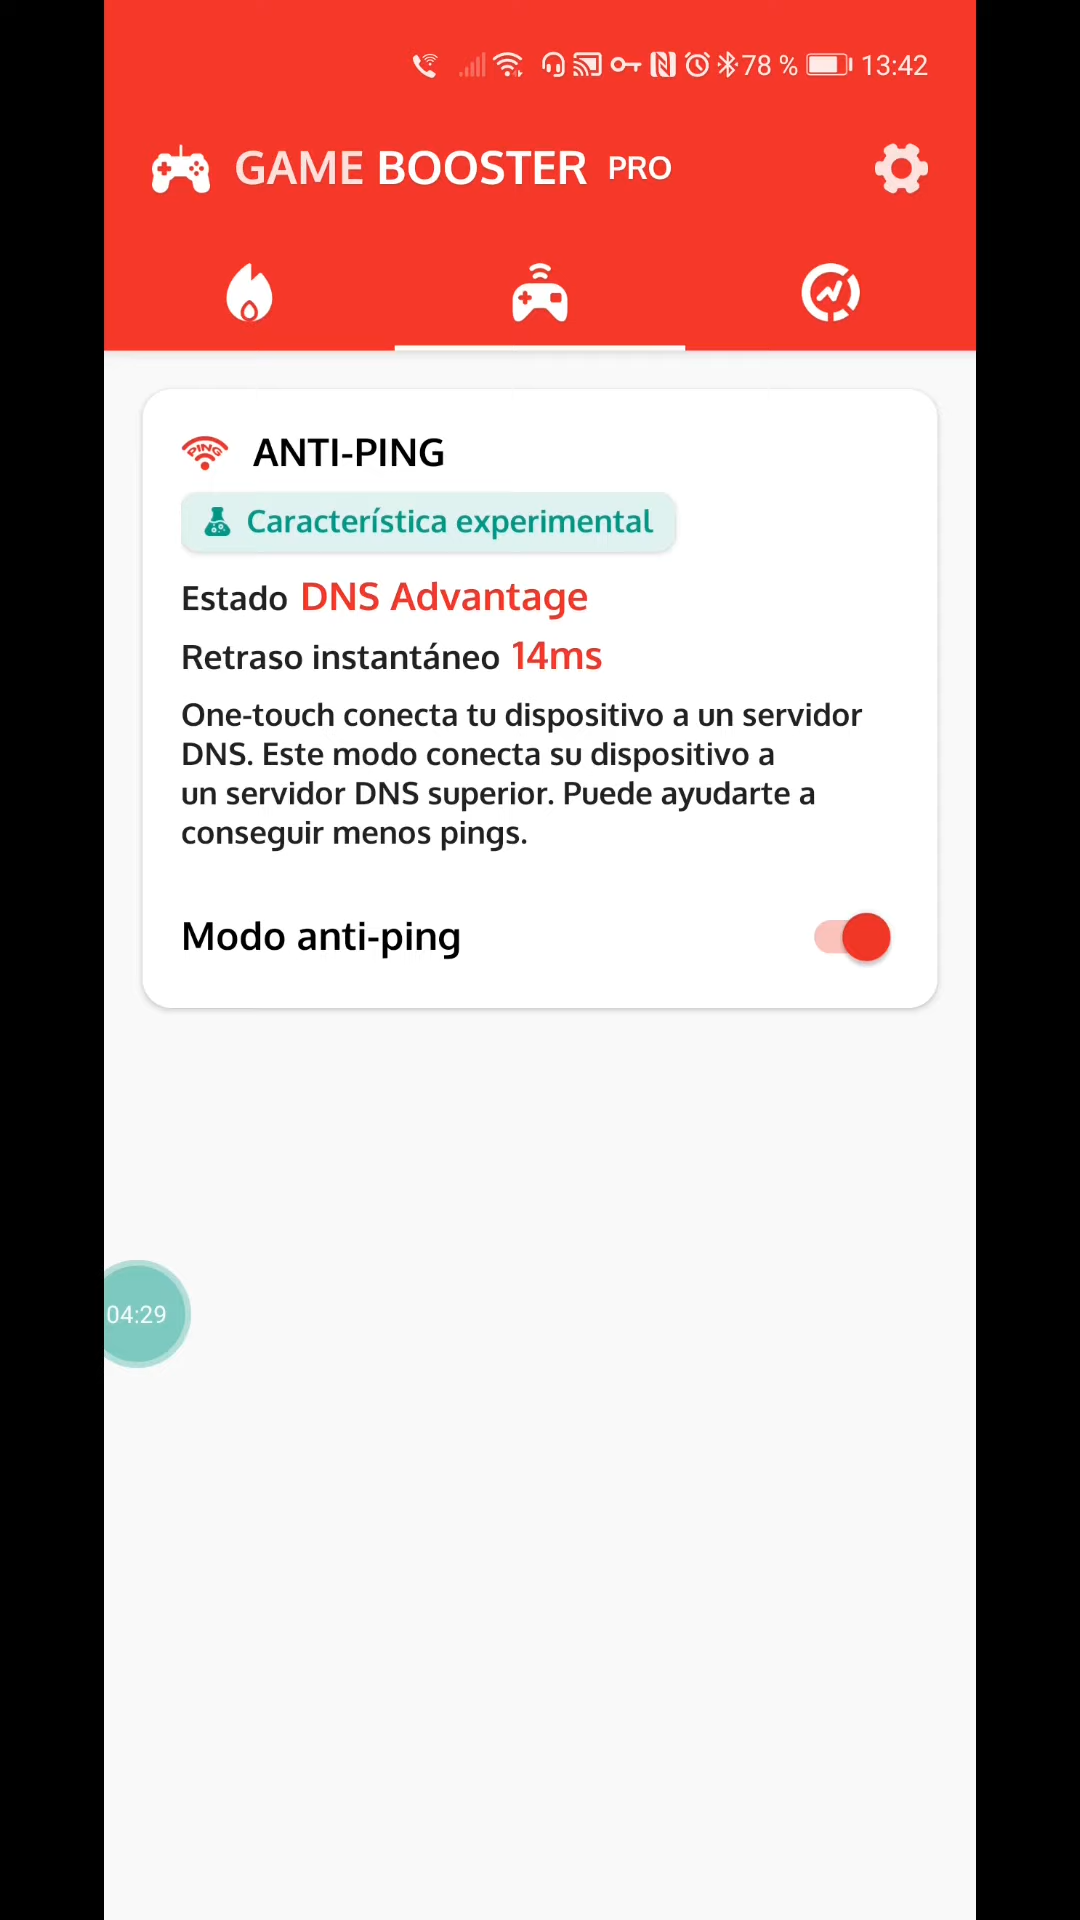 78 % 13:42
GAME BOOSTER PRO
PING ANTI-PING
Característica experimental
Estado DNS Advantage
Retraso instantáneo 14ms
One-touch conecta tu dispositivo a un servidor
DNS. Este modo conecta su dispositivo a
un servidor DNS superior. Puede ayudarte a
conseguir menos pings.
Modo anti-ping
04:29